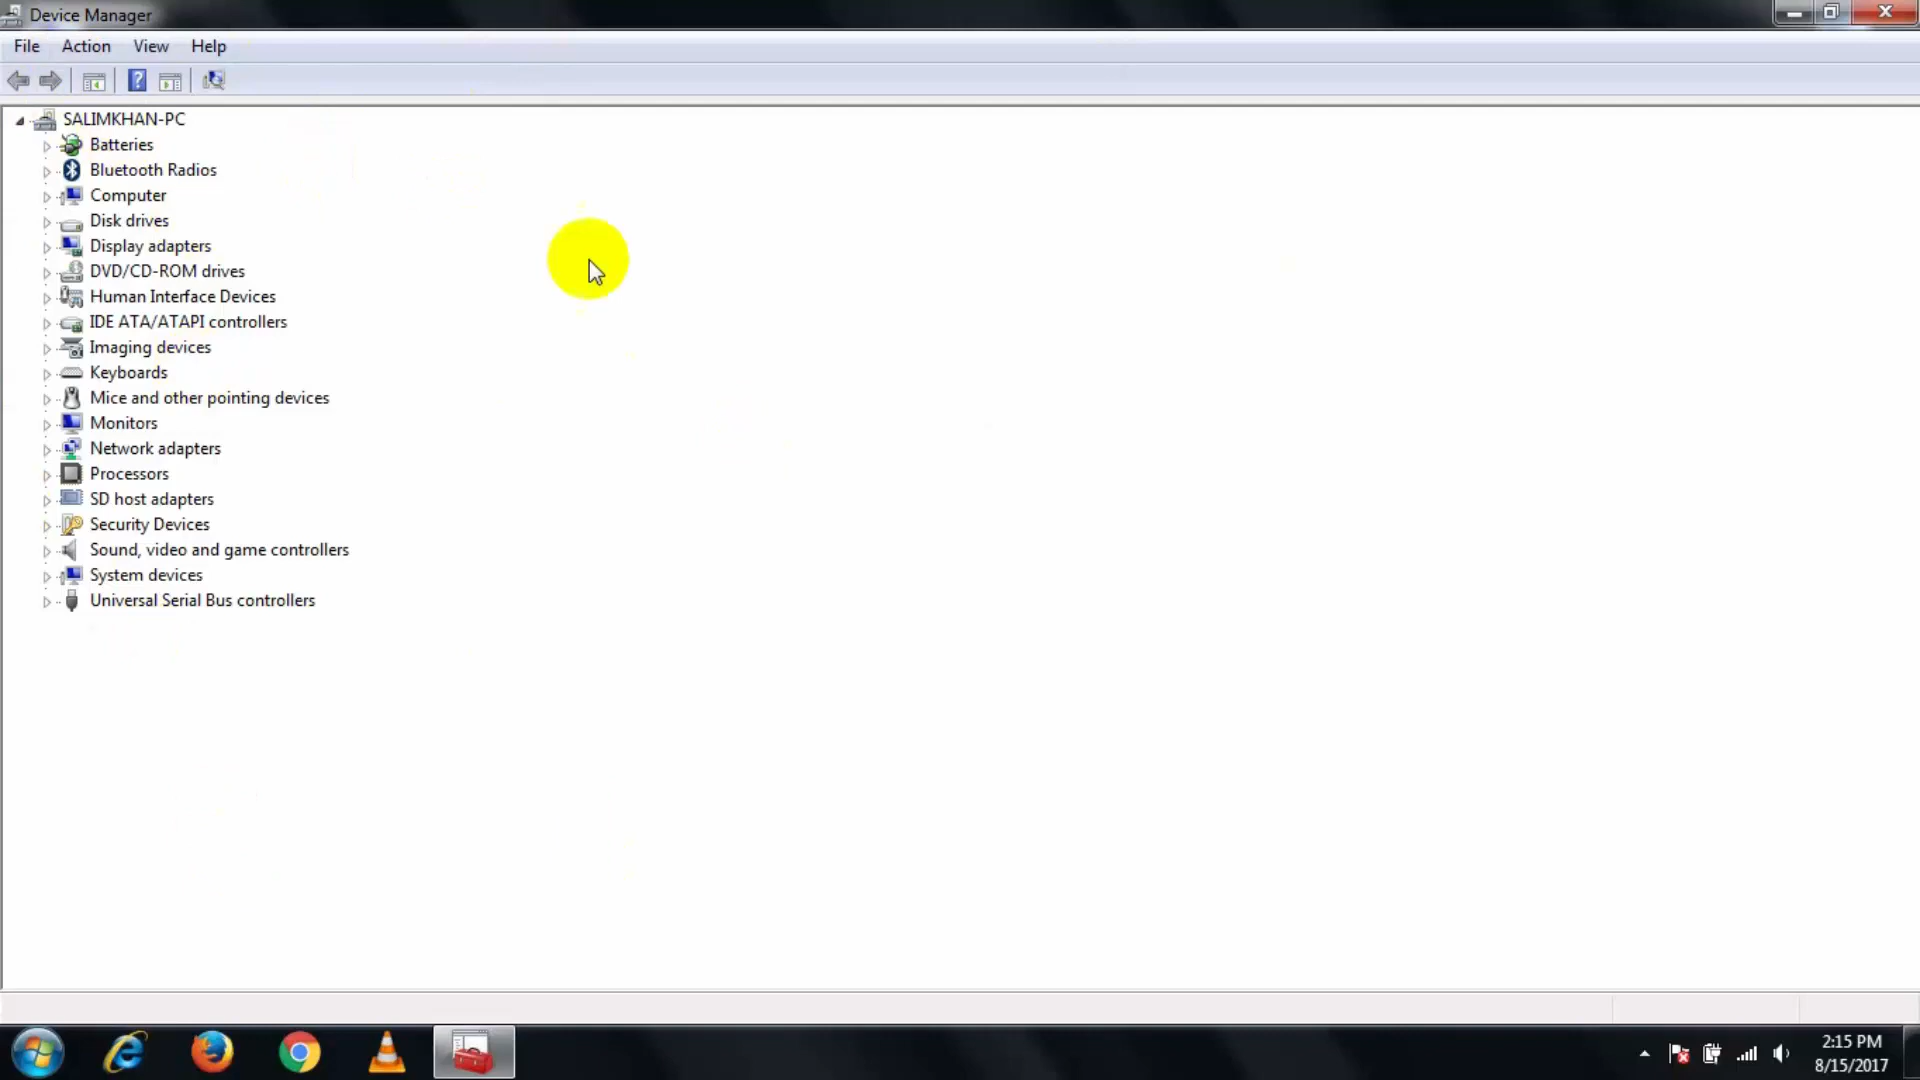 Device Manager
File Action View Help
SALIMKHAN-PC
Batteries
Bluetooth Radios
Computer
Disk drives
Display adapters
DVD/CD-ROM drives
Human Interface Devices
IDE ATA/ATAPI controllers
Imaging devices
Keyboards
Mice and other pointing devices
Monitors
Network adapters
Processors
SD host adapters
Security Devices
Sound, video and game controllers
System devices
Universal Serial Bus controllers
2:15 PM
8/15/2017